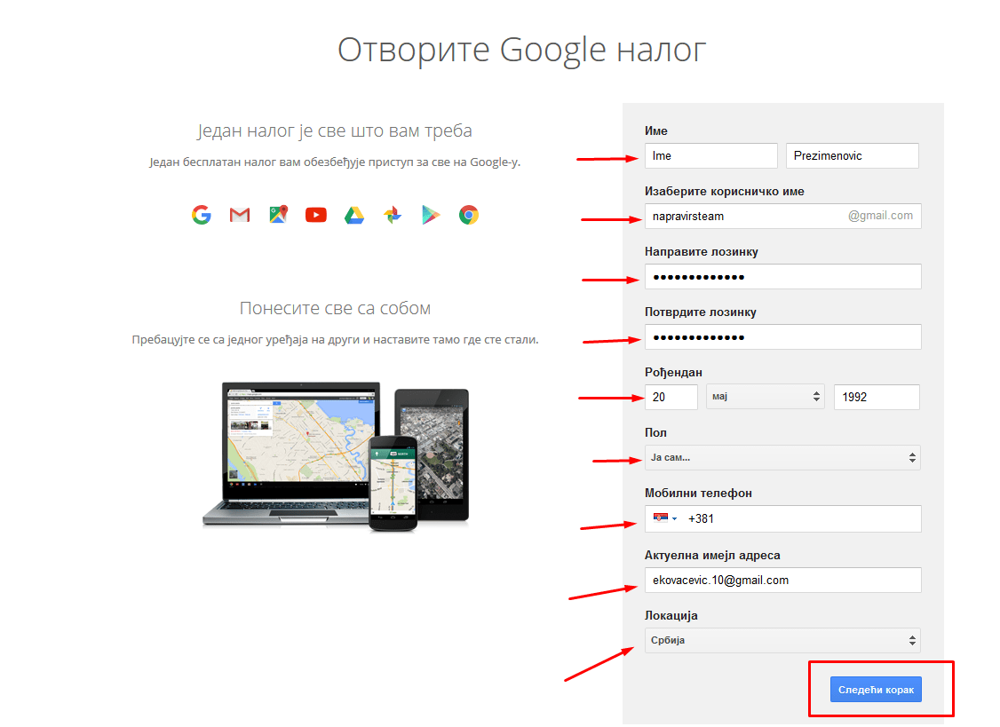 Отворите Google налог
Један налог је све што вам треба
Један бесплатан налог вам обезбеђује приступ за све на Google-у.
Понесите све са собом
Пребацујте се са једног уређаја на други и наставите тамо где сте стали.
Име
Ime Prezimenovic
Изаберите корисничко име
napravirsteam @gmail.com
Направите лозинку
•••••••••••••
Потврдите лозинку
•••••••••••••
Рођендан
20 мај 1992
Пол
Ја сам...
Мобилни телефон
+381
Актуелна имејл адреса
ekovacevic.10@gmail.com
Локација
Србија
Следећи корак